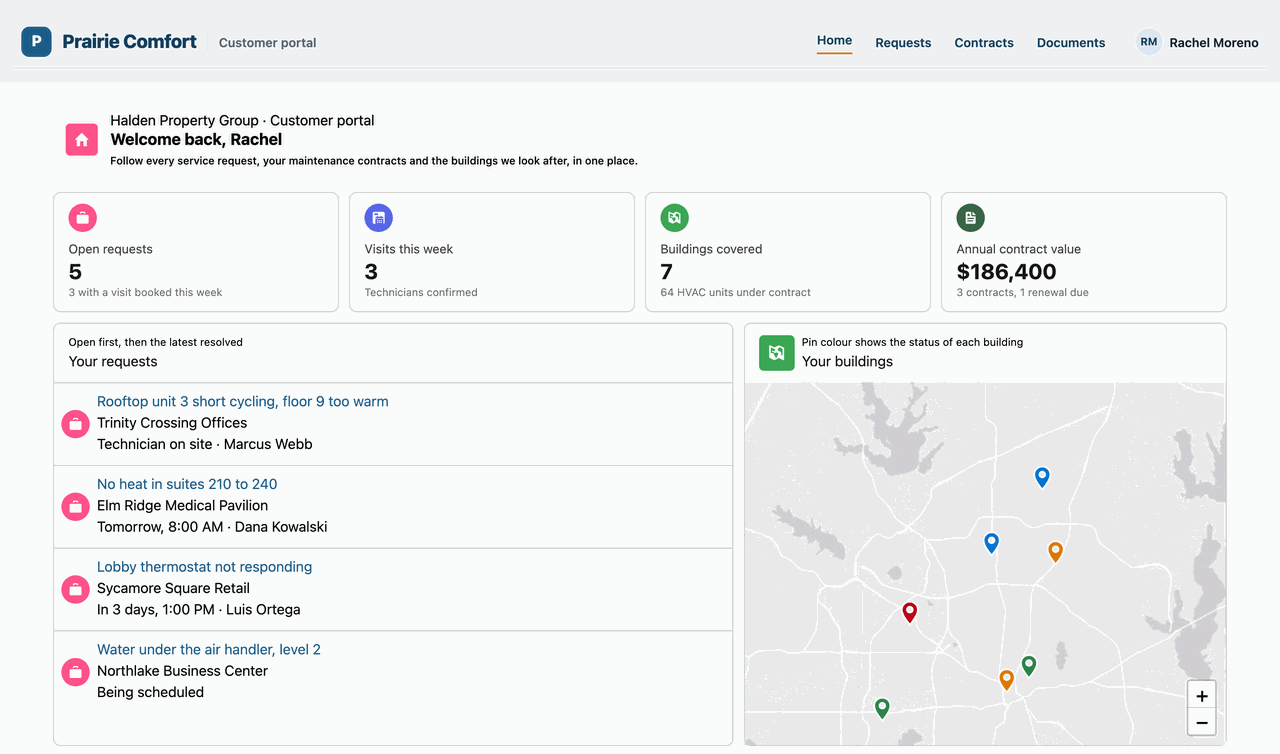 P Prairie Comfort Customer portal Home Requests Contracts Documents RM Rachel Moreno
Halden Property Group · Customer portal
Welcome back, Rachel
Follow every service request, your maintenance contracts and the buildings we look after, in one place.
Open requests
5
3 with a visit booked this week
Visits this week
3
Technicians confirmed
Buildings covered
7
64 HVAC units under contract
Annual contract value
$186,400
3 contracts, 1 renewal due
Open first, then the latest resolved
Your requests
Rooftop unit 3 short cycling, floor 9 too warm
Trinity Crossing Offices
Technician on site · Marcus Webb
No heat in suites 210 to 240
Elm Ridge Medical Pavilion
Tomorrow, 8:00 AM · Dana Kowalski
Lobby thermostat not responding
Sycamore Square Retail
In 3 days, 1:00 PM · Luis Ortega
Water under the air handler, level 2
Northlake Business Center
Being scheduled
Pin colour shows the status of each building
Your buildings
+
−